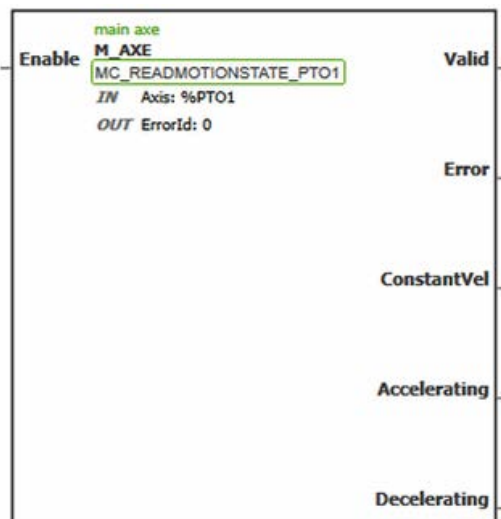 main axe
Enable M_AXE Valid
MC_READMOTIONSTATE_PTO1
IN Axis: %PTO1
OUT ErrorId: 0
Error
ConstantVel
Accelerating
Decelerating